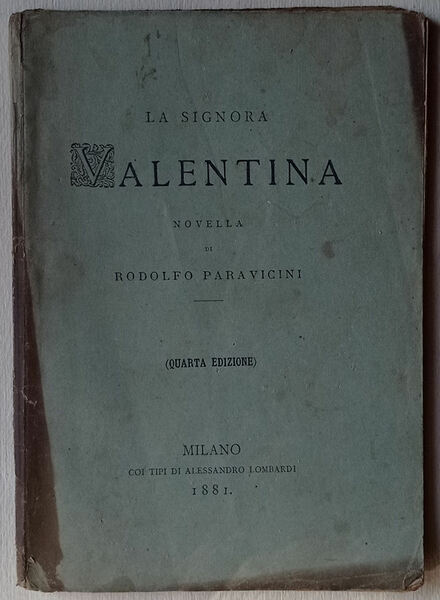 LA SIGNORA
VALENTINA
NOVELLA
DI
RODOLFO PARAVICINI
(QUARTA EDIZIONE)
MILANO
COI TIPI DI ALESSANDRO LOMBARDI
1881.